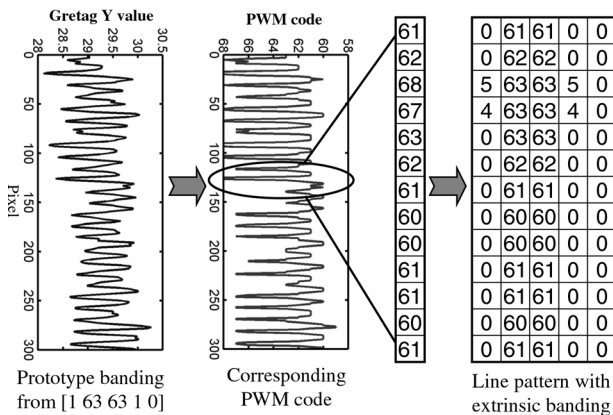 Gretag Y value
28 28.5 29 29.5 30 30.5
0
50
100
150
200
250
300
Pixel
Prototype banding
from [1 63 63 1 0]
PWM code
68 66 64 62 60 58
0
50
100
150
200
250
300
Corresponding
PWM code
61
62
68
67
63
62
61
60
60
61
61
60
61
0 61 61 0 0
0 62 62 0 0
5 63 63 5 0
4 63 63 4 0
0 63 63 0 0
0 62 62 0 0
0 61 61 0 0
0 60 60 0 0
0 60 60 0 0
0 61 61 0 0
0 61 61 0 0
0 60 60 0 0
0 61 61 0 0
Line pattern with
extrinsic banding